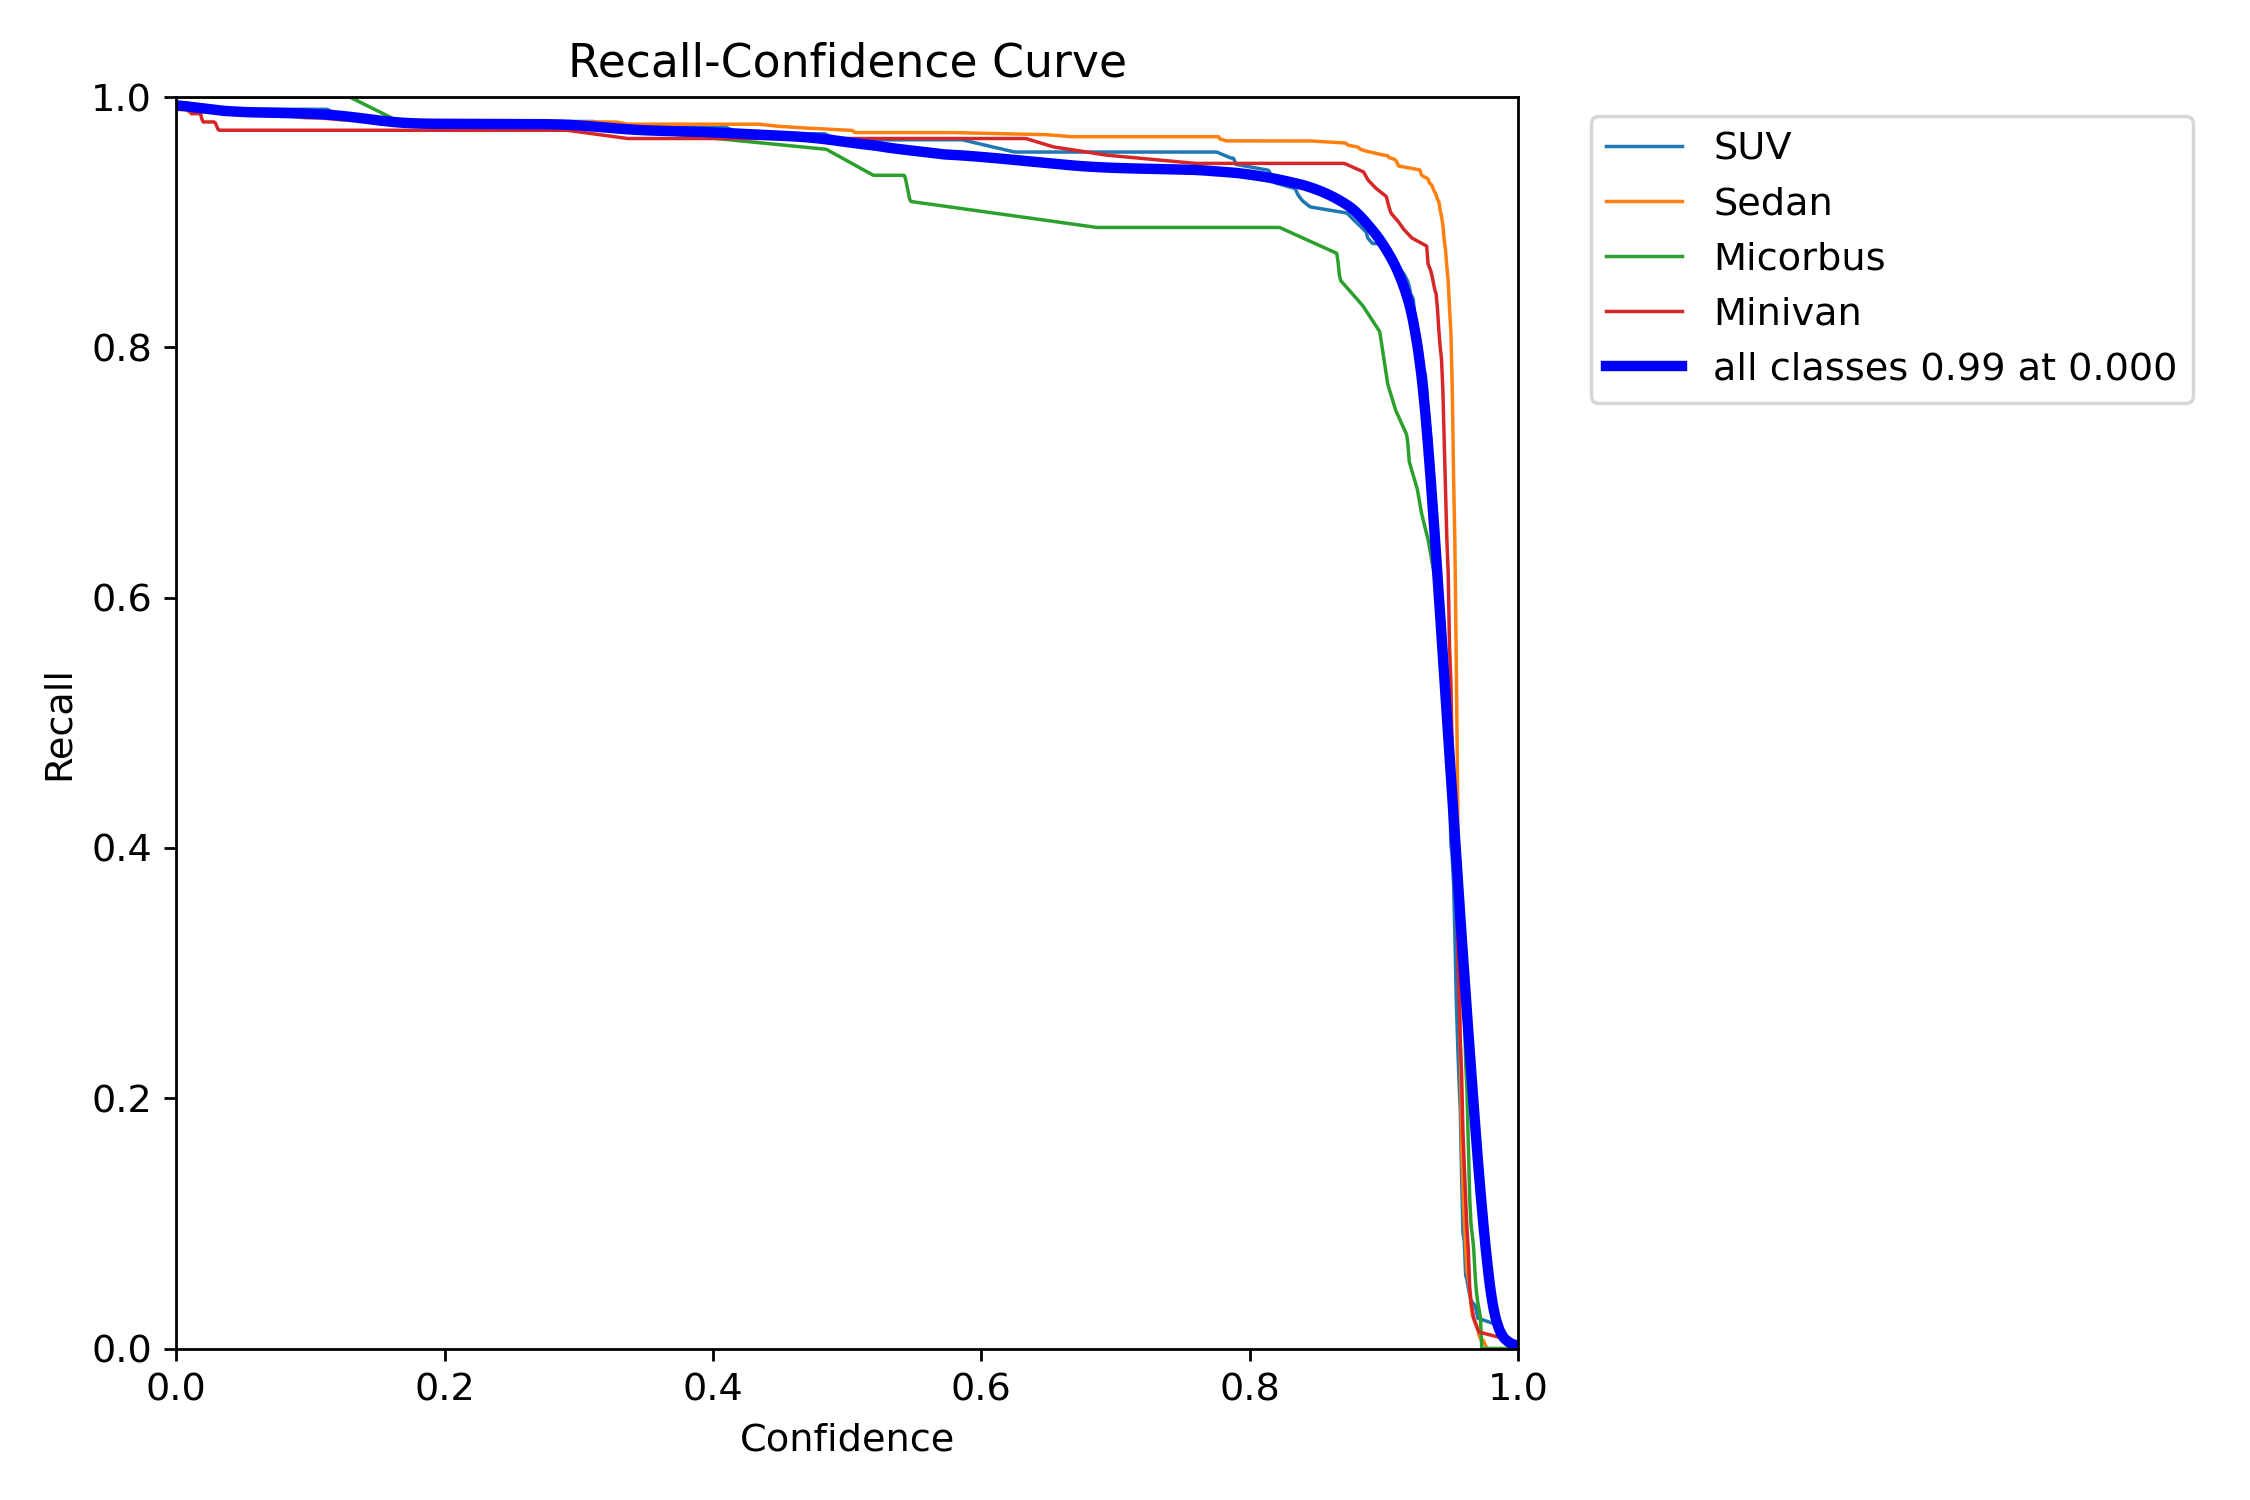 Recall-Confidence Curve
1.0
0.8
0.6
0.4
0.2
0.0
Recall
0.0 0.2 0.4 0.6 0.8 1.0
Confidence
SUV
Sedan
Micorbus
Minivan
all classes 0.99 at 0.000